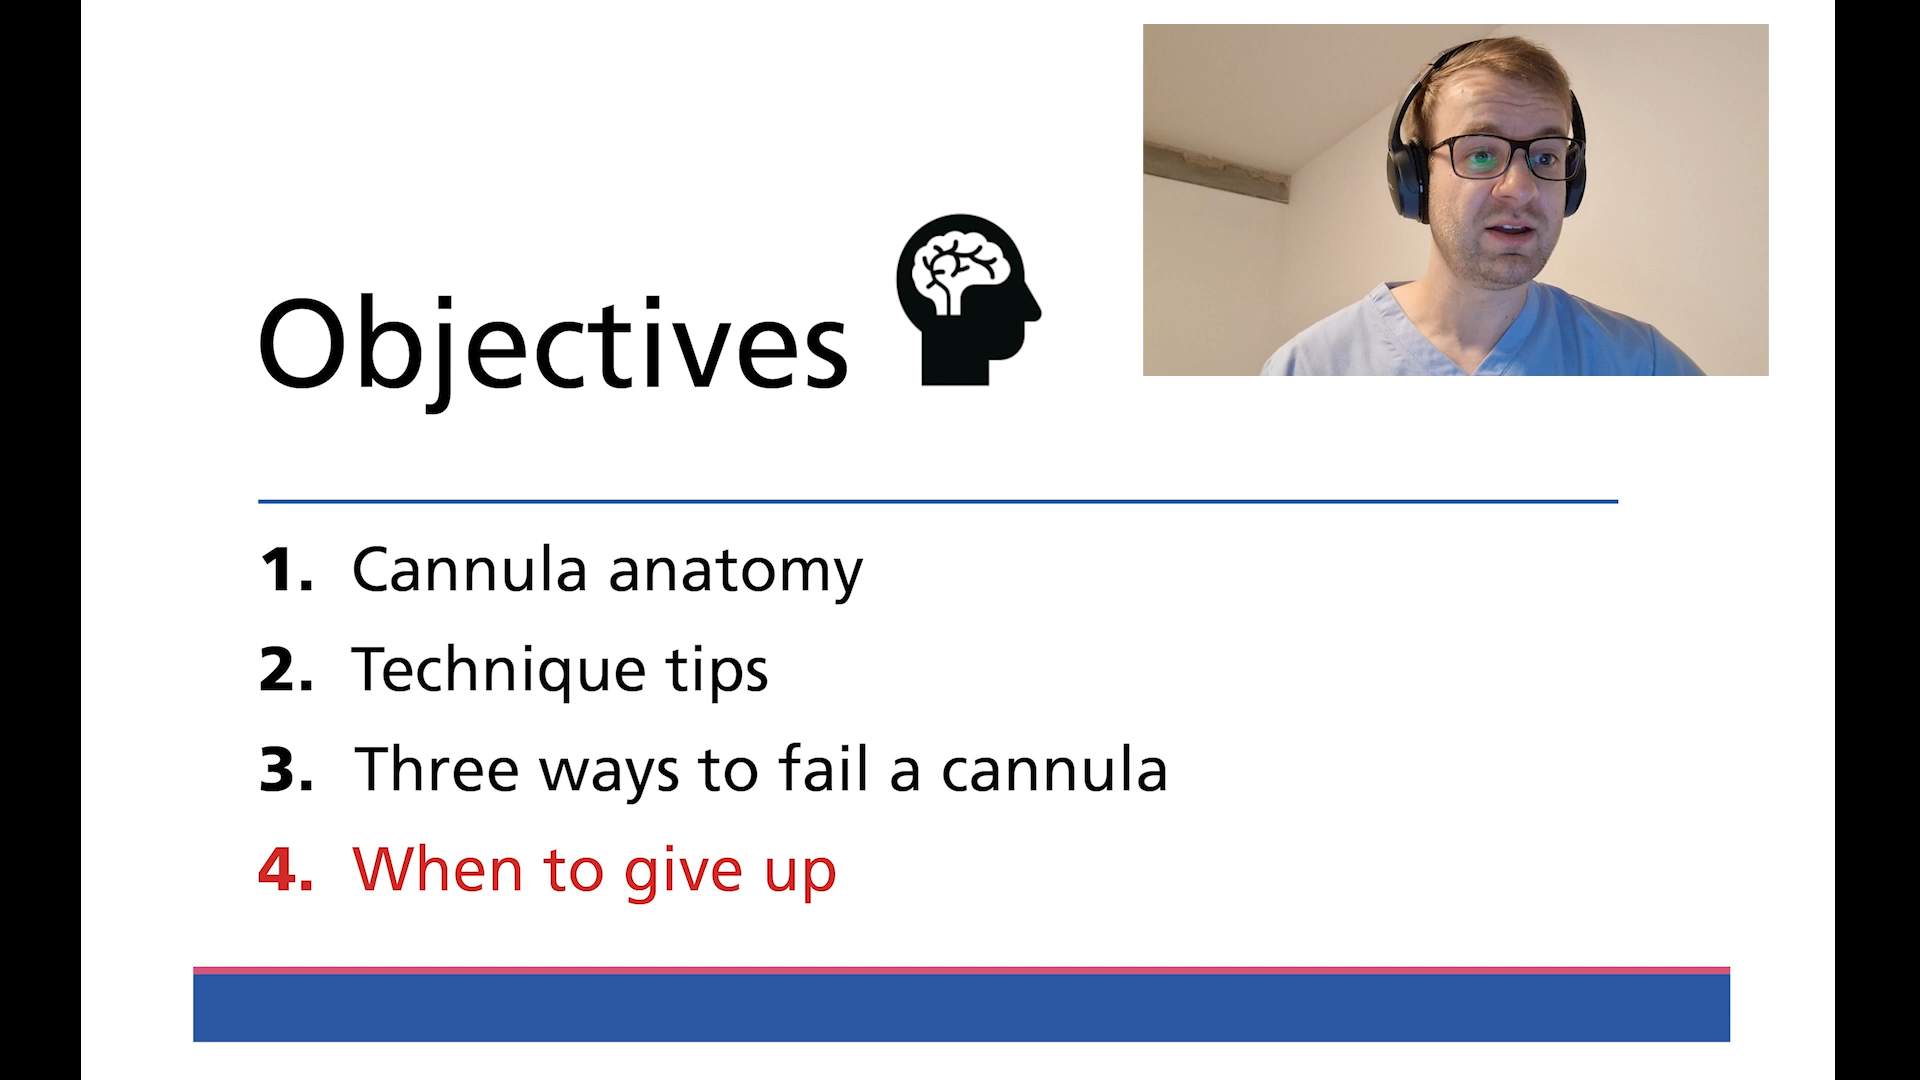 Objectives
1. Cannula anatomy
2. Technique tips
3. Three ways to fail a cannula
4. When to give up